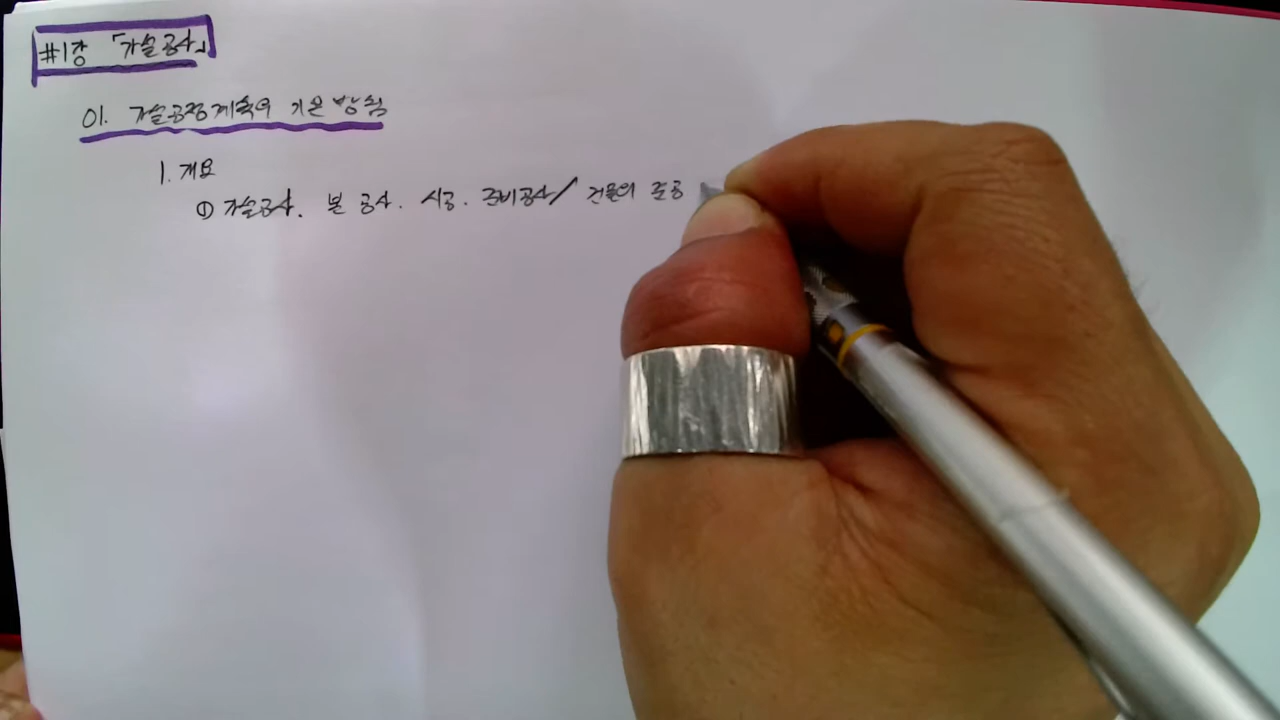 #1장 「가설공사」
01. 가설공정계획의 기본 방침
1. 개요
① 가설공사. 본 공사. 시공. 준비공사/ 건물의 준공